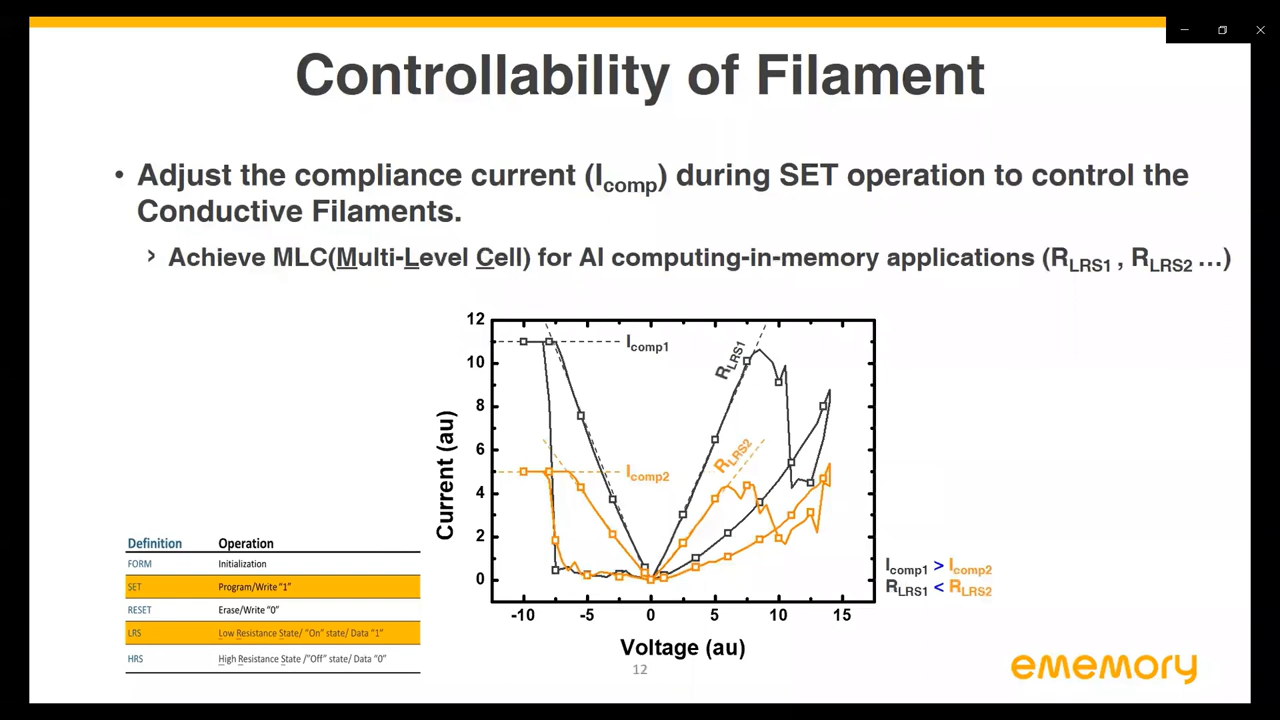 Controllability of Filament
• Adjust the compliance current (Icomp) during SET operation to control the
Conductive Filaments.
› Achieve MLC(Multi-Level Cell) for AI computing-in-memory applications (RLRS1 , RLRS2 …)
12
10
8
6
4
2
0
-10 -5 0 5 10 15
Current (au)
Voltage (au)
Icomp1
Icomp2
RLRS1
RLRS2
Icomp1 > Icomp2
RLRS1 < RLRS2
Definition Operation
FORM Initialization
SET Program/Write “1”
RESET Erase/Write “0”
LRS Low Resistance State/ “On” state/ Data “1”
HRS High Resistance State /“Off” state/ Data “0”
12
ememory